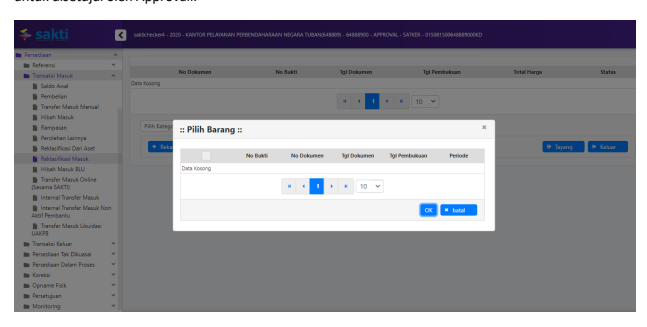 untuk disetujui oleh Approval.
sakti
saktichecker4 - 2020 - KANTOR PELAYANAN PERBENDAHARAAN NEGARA TUBAN(648889) - 64888900 - APPROVAL - SATKER - 015081500648889000KD
Persediaan
Referensi
Transaksi Masuk
Saldo Awal
Pembelian
Transfer Masuk Manual
Hibah Masuk
Rampasan
Perolehan Lainnya
Reklasifikasi Dari Aset
Reklasifikasi Masuk
Hibah Masuk BLU
Transfer Masuk Online
(Sesama SAKTI)
Internal Transfer Masuk
Internal Transfer Masuk Non
Aktif Pembantu
Transfer Masuk Likuidasi
UAKPB
Transaksi Keluar
Persediaan Tak Dikuasai
Persediaan Dalam Proses
Koreksi
Opname Fisik
Persetujuan
Monitoring
No Dokumen No Bukti Tgl Dokumen Tgl Pembukuan Total Harga Status
Data Kosong
1 10
Pilih Katego
+ Reka
Tayang Keluar
:: Pilih Barang :: ×
No Bukti No Dokumen Tgl Dokumen Tgl Pembukuan Periode
Data Kosong
1 10
OK × batal